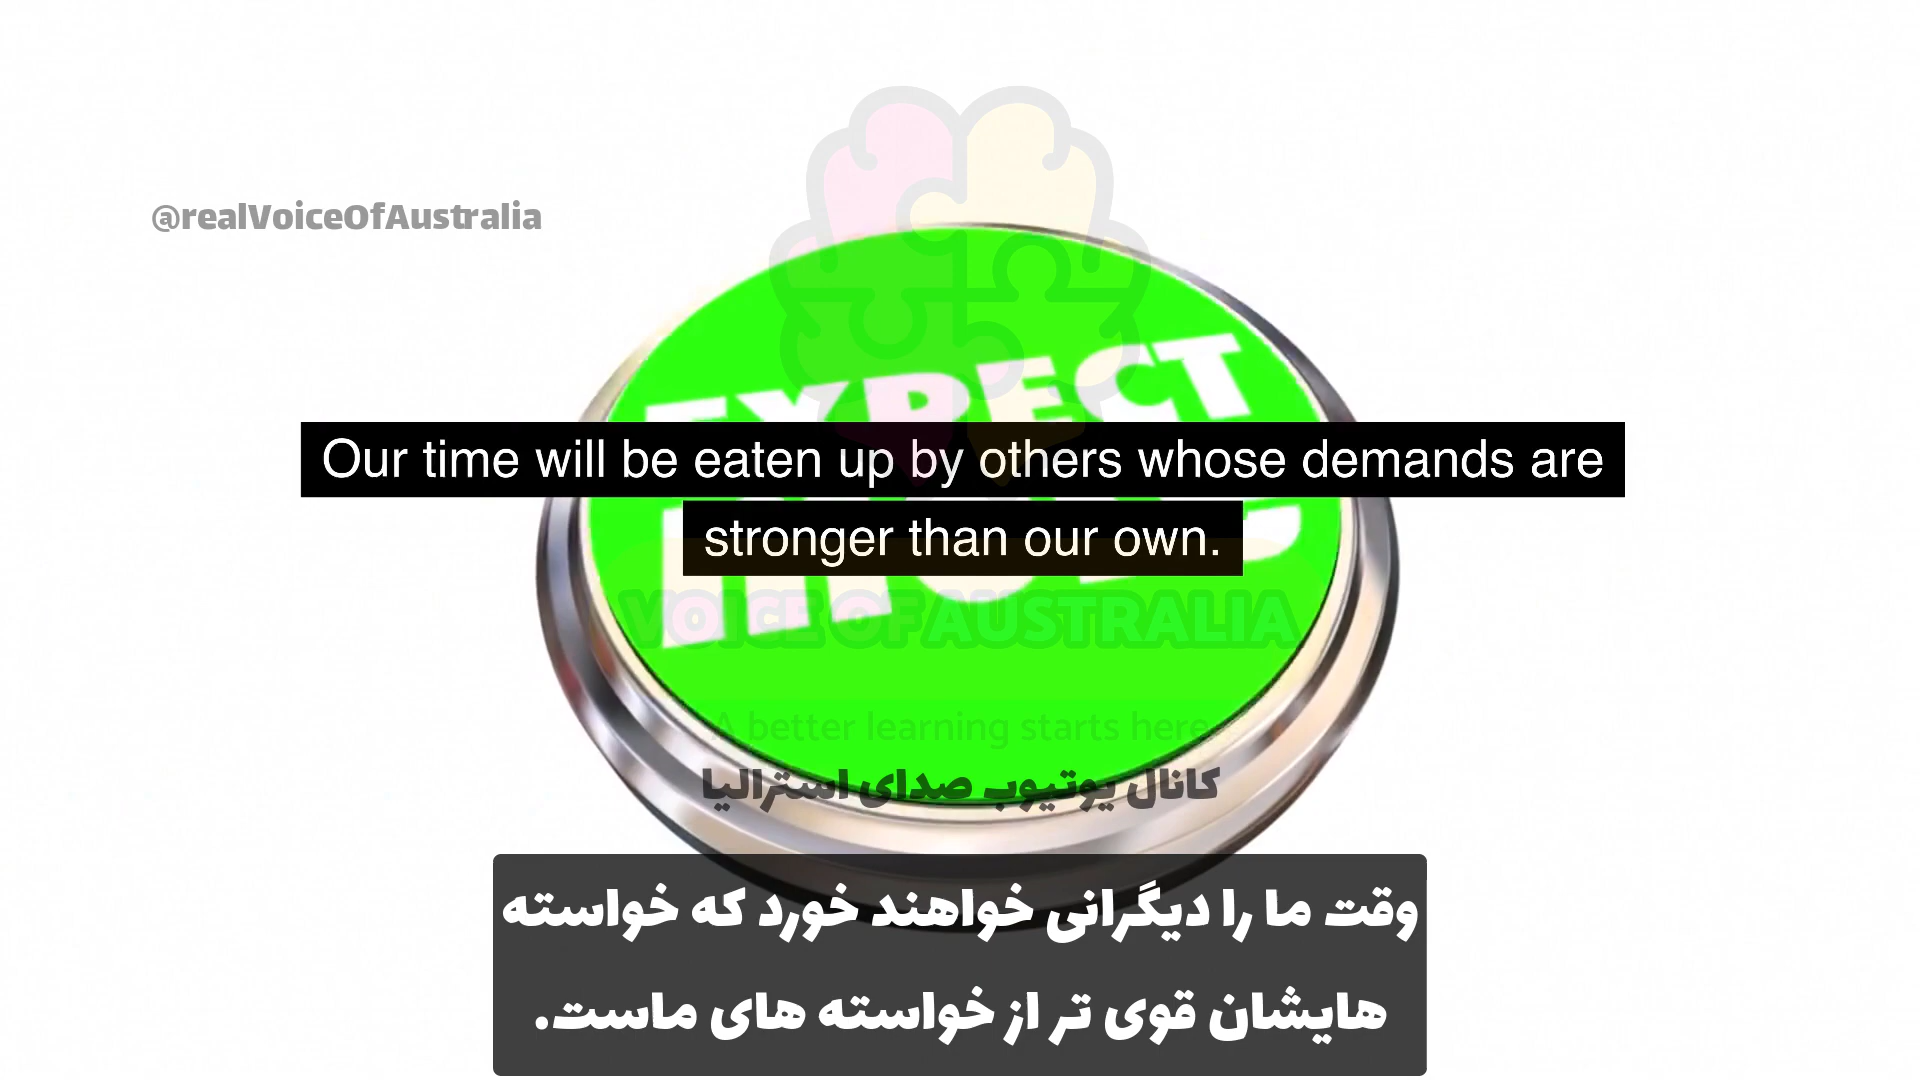 @realVoiceOfAustralia
EXPECT
Our time will be eaten up by others whose demands are
stronger than our own.
VOICE OF AUSTRALIA
A better learning starts here
کانال یوتیوب صدای استرالیا
وقت ما را دیگرانی خواهند خورد که خواسته
هایشان قوی تر از خواسته های ماست.